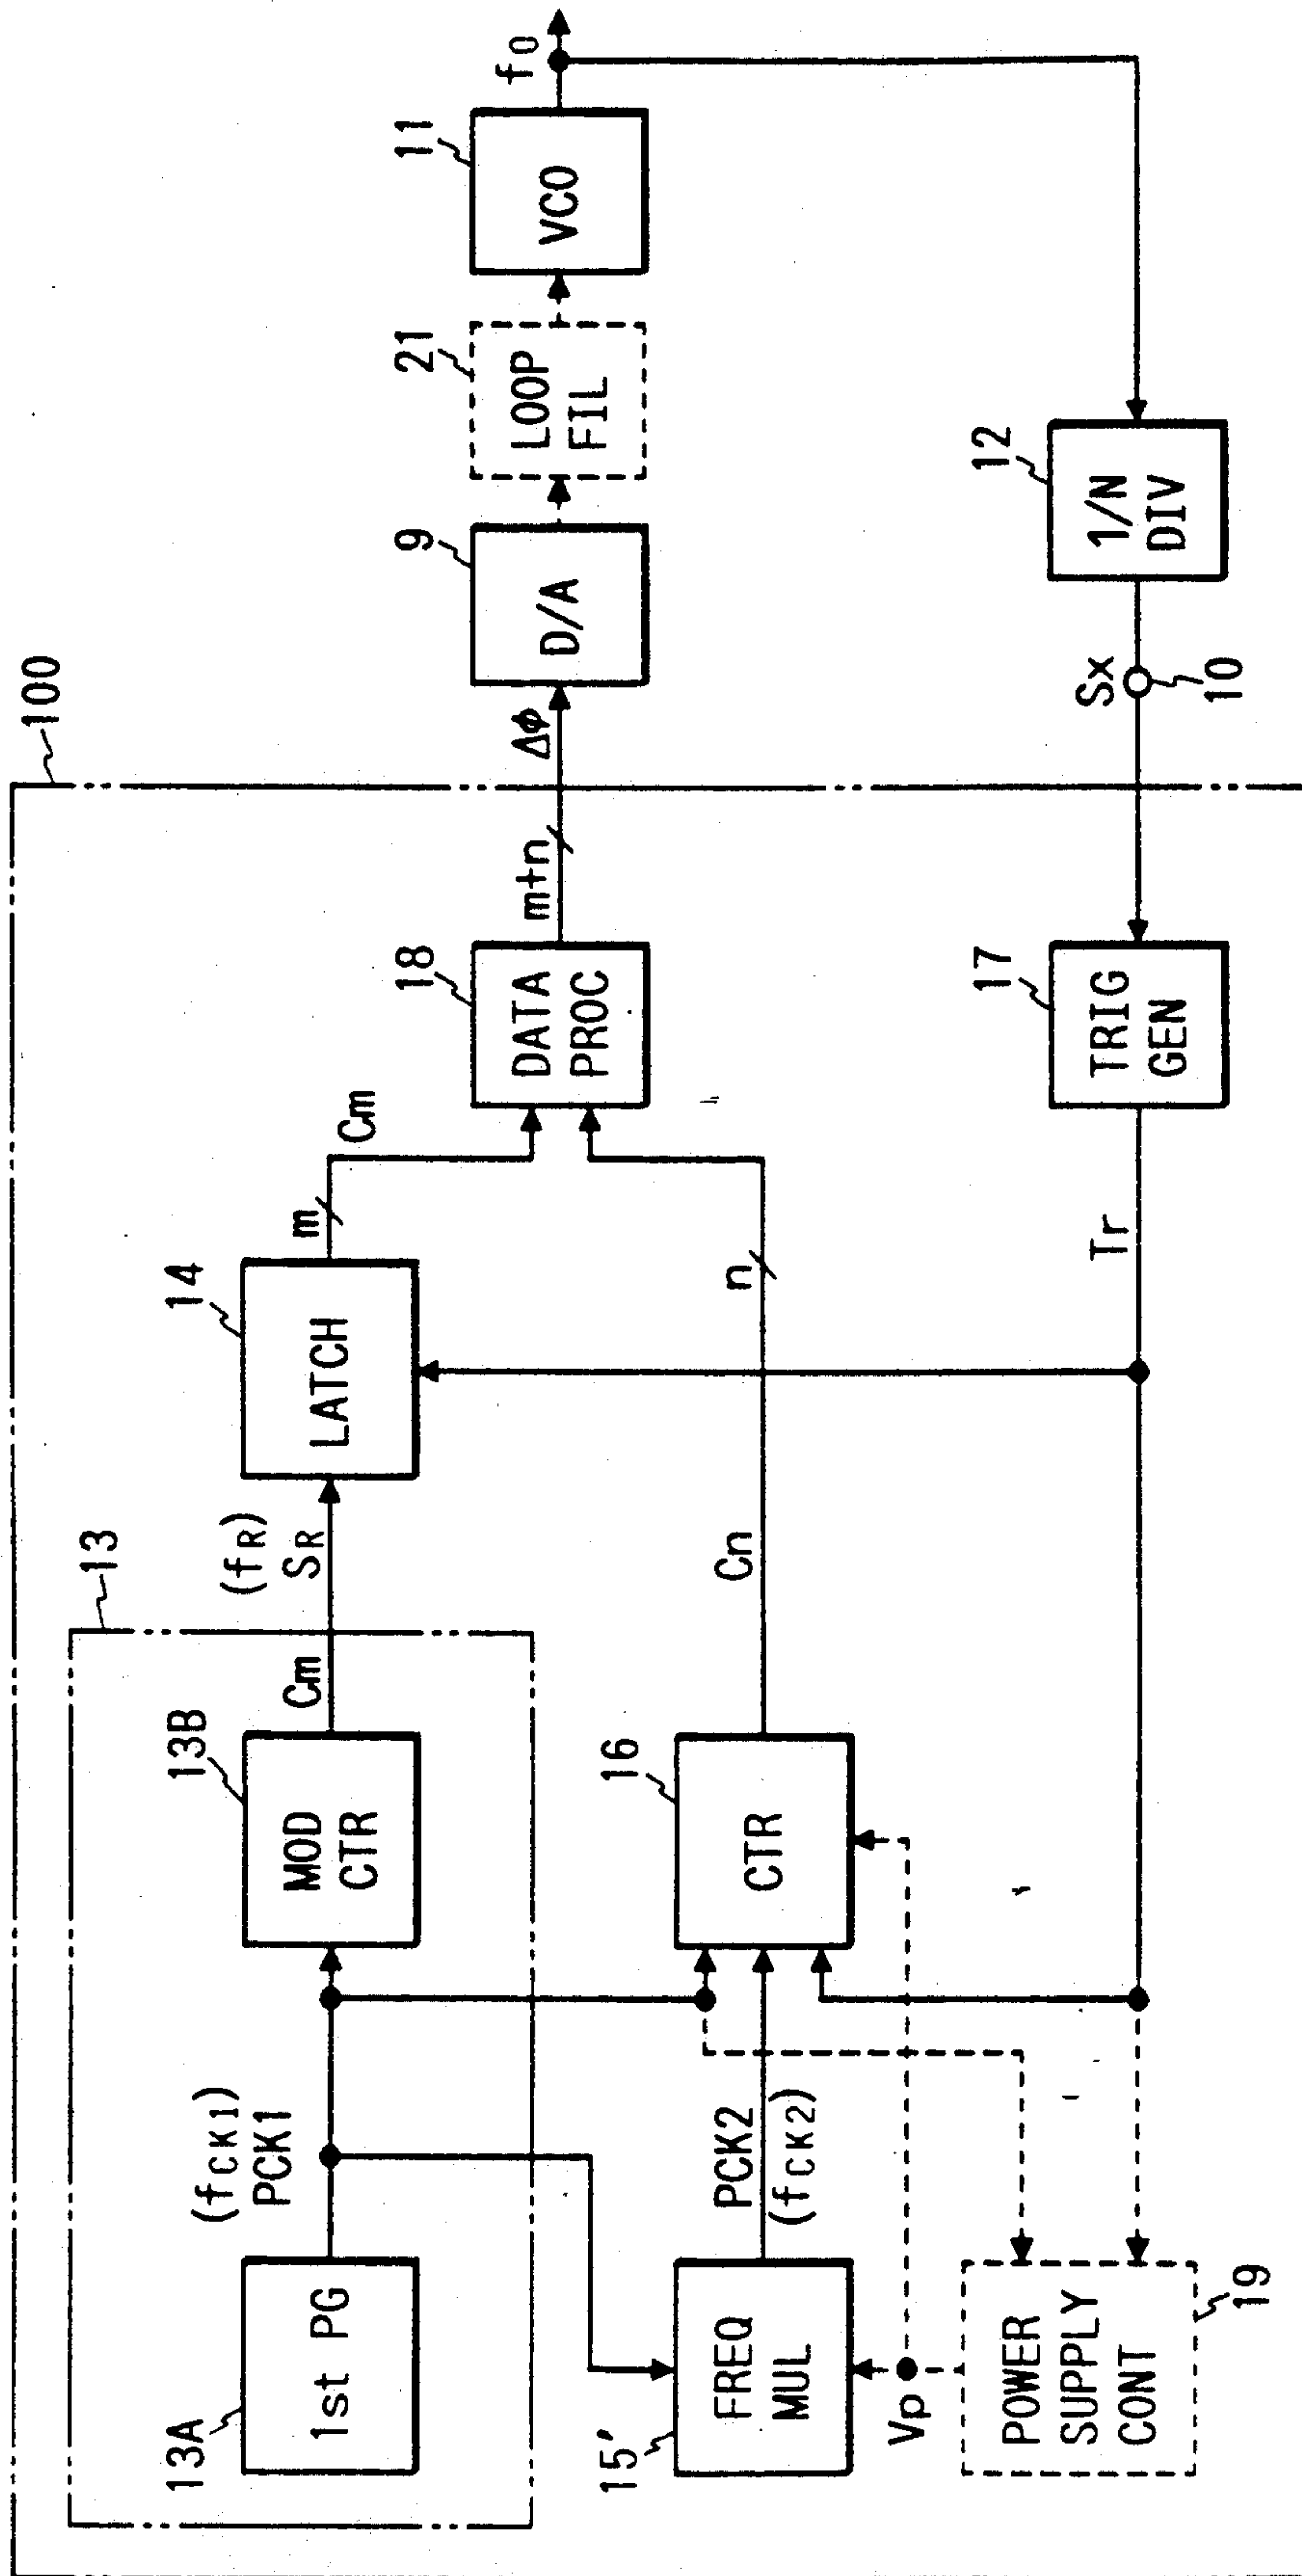 100
13
13A
1st PG
(fCK1)
PCK1
13B
MOD
CTR
Cm
(fR)
SR
14
LATCH
m
Cm
18
DATA
PROC
m+n
Δϕ
9
D/A
21
LOOP
FIL
11
VCO
fO
15'
FREQ
MUL
PCK2
(fCK2)
16
CTR
Cn
n
Vp
POWER
SUPPLY
CONT
19
Tr
17
TRIG
GEN
Sx
10
12
1/N
DIV